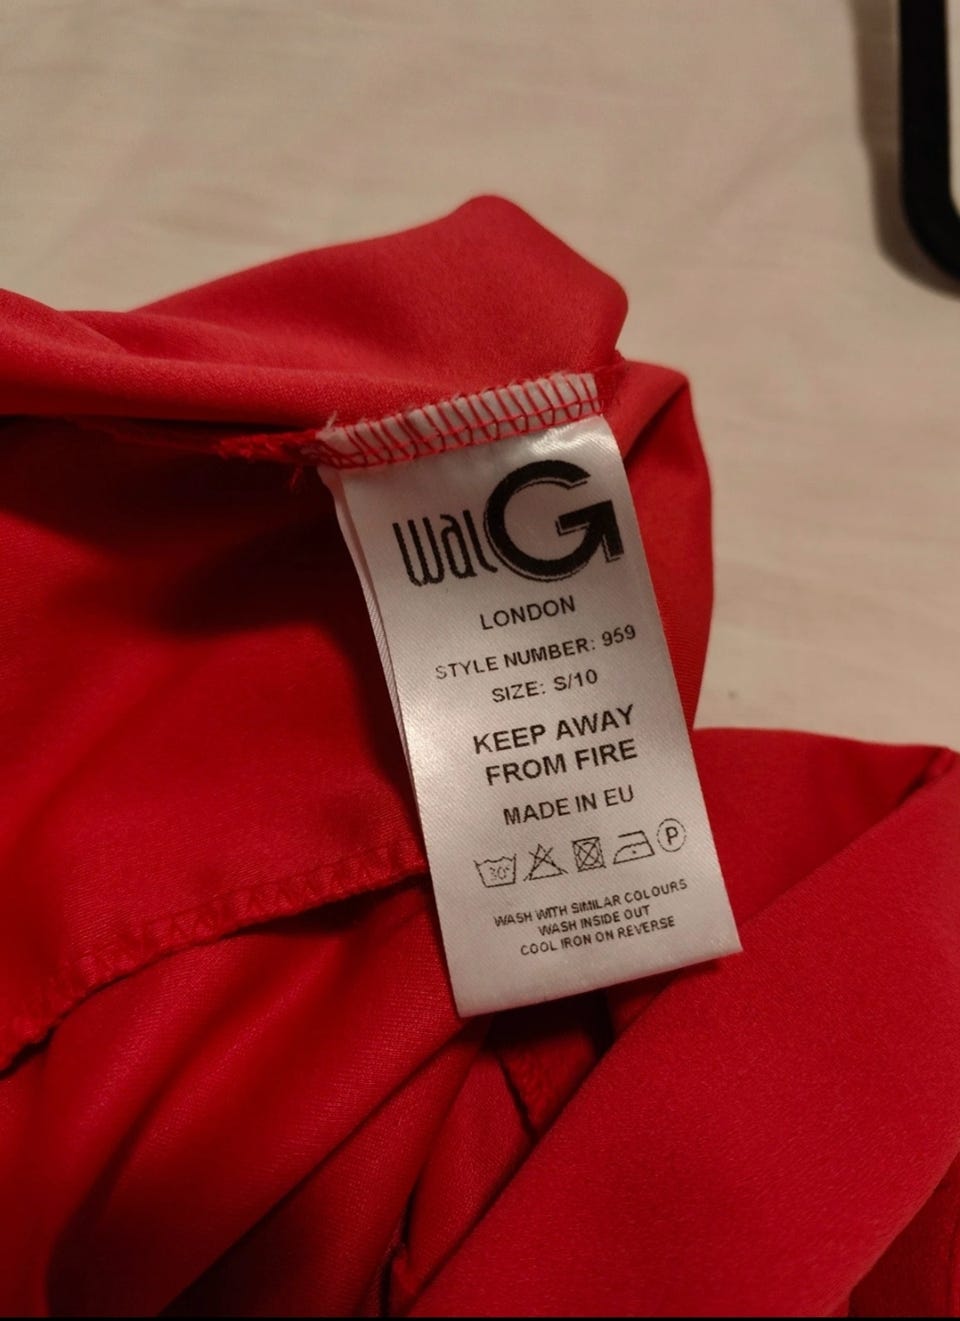 walG
LONDON
STYLE NUMBER: 959
SIZE: S/10
KEEP AWAY
FROM FIRE
MADE IN EU
30° P
WASH WITH SIMILAR COLOURS
WASH INSIDE OUT
COOL IRON ON REVERSE